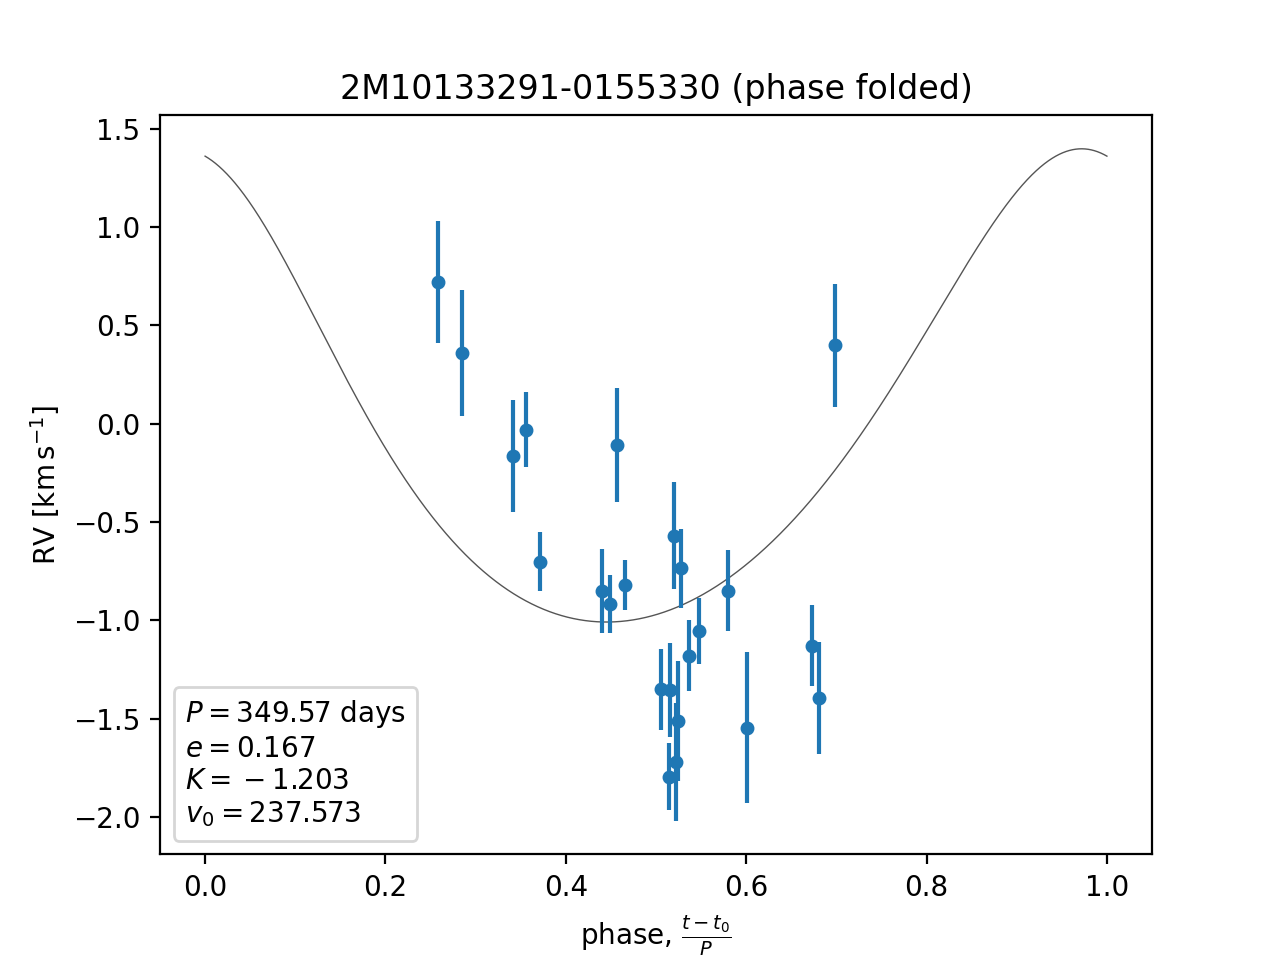 2M10133291-0155330 (phase folded)
1.5
1.0
0.5
0.0
−0.5
−1.0
−1.5
−2.0
RV [km s⁻¹]
P = 349.57 days
e = 0.167
K = −1.203
v₀ = 237.573
0.0 0.2 0.4 0.6 0.8 1.0
phase, (t − t₀)/P